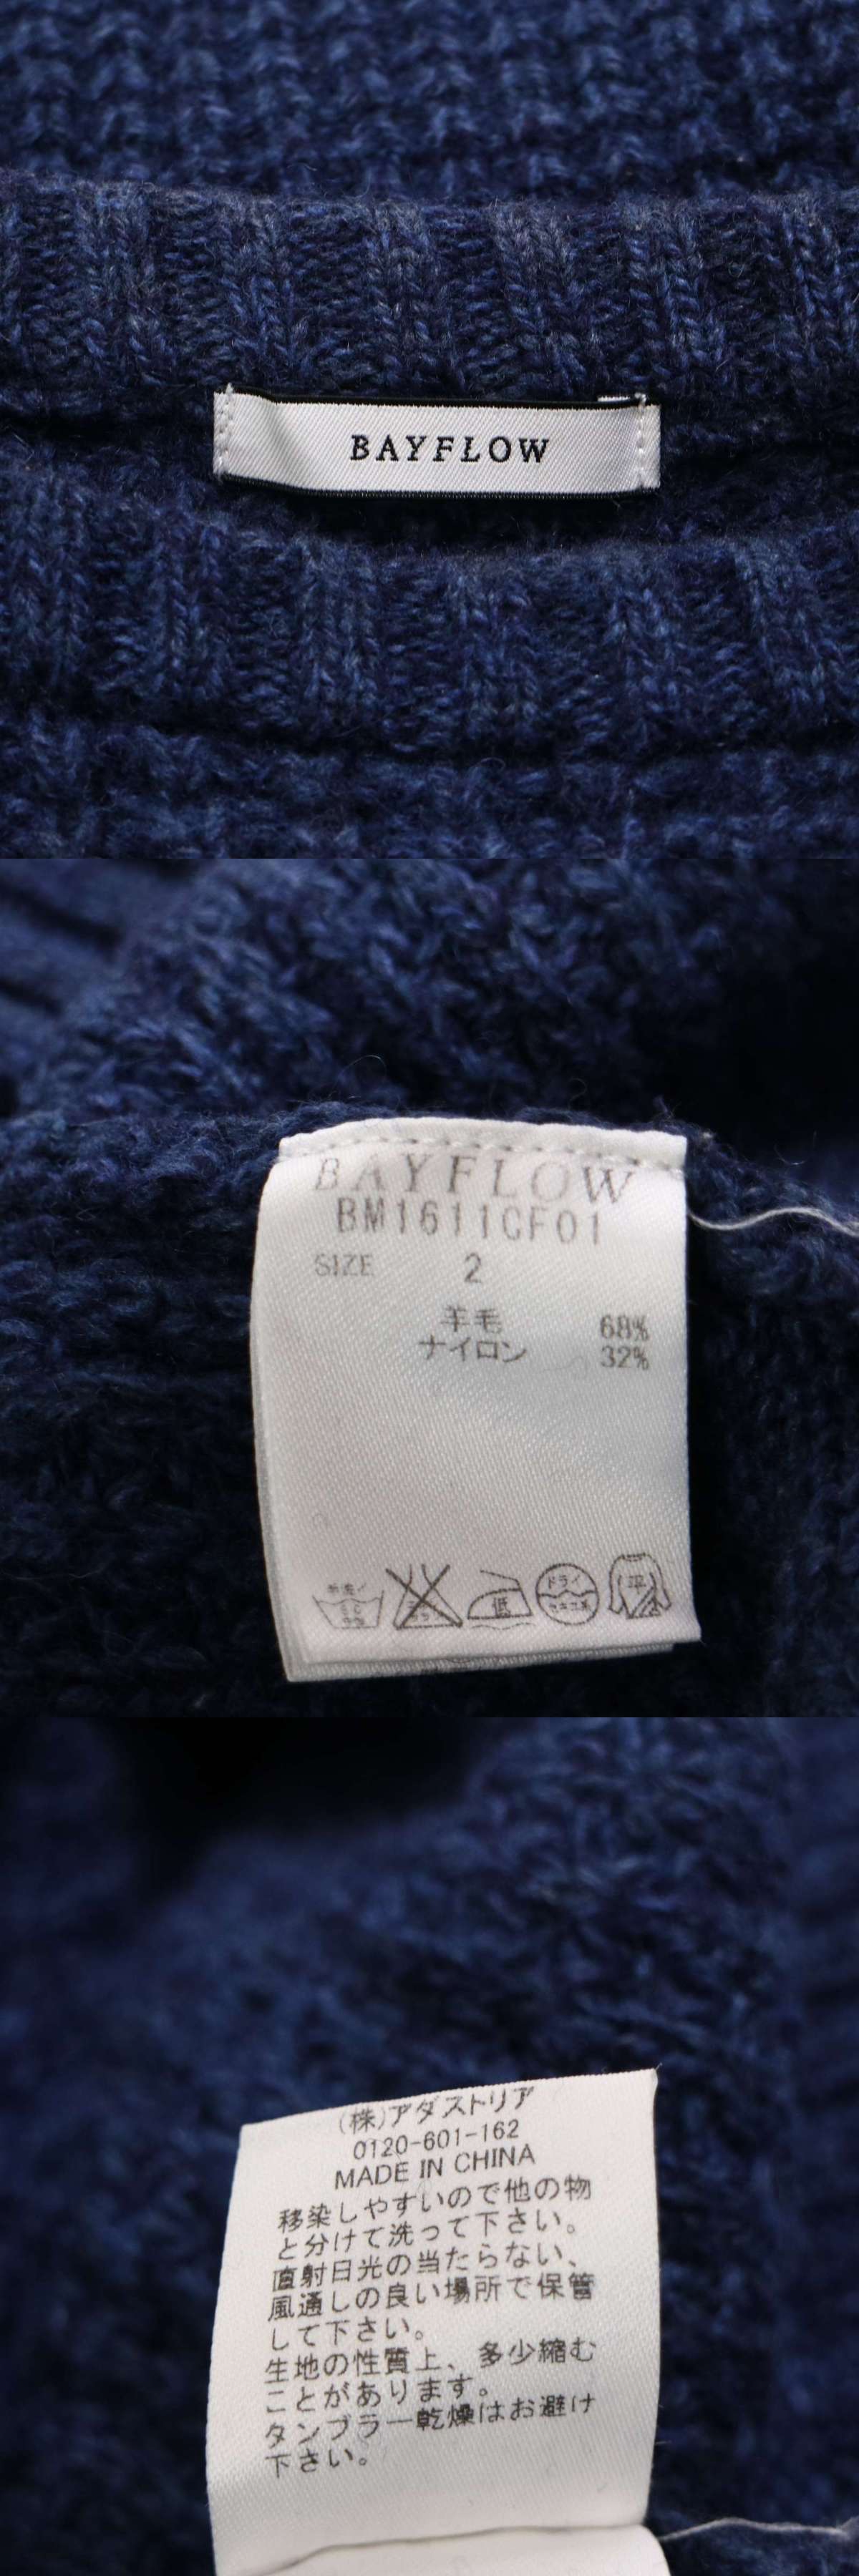 BAYFLOW
BAYFLOW
BM1611CF01
SIZE 2
羊毛 68%
ナイロン 32%
低
ドライ
平
(株)アダストリア
0120-601-162
MADE IN CHINA
移染しやすいので他の物
と分けて洗って下さい。
直射日光の当たらない、
風通しの良い場所で保管
して下さい。
生地の性質上、多少縮む
ことがあります。
タンブラー乾燥はお避け
下さい。